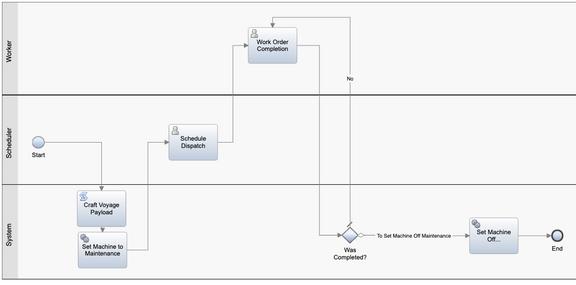 Worker
Work Order
Completion
No
Scheduler
Start
Schedule
Dispatch
System
Craft Voyage
Payload
Set Machine to
Maintenance
Was
Completed?
To Set Machine Off Maintenance
Set Machine
Off...
End